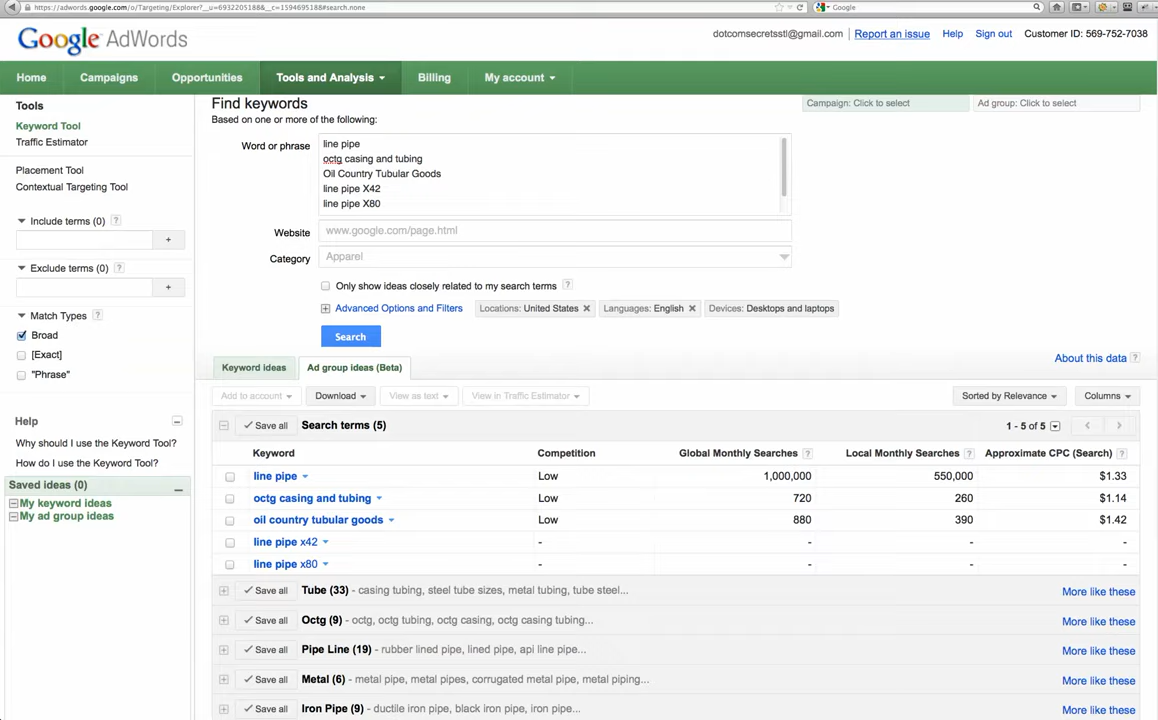 https://adwords.google.com/o/Targeting/Explorer?__u=6932205188&__c=1594695188#search.none
Google
Google AdWords
dotcomsecretsstl@gmail.com Report an issue Help Sign out Customer ID: 569-752-7038
Home Campaigns Opportunities Tools and Analysis Billing My account
Tools
Keyword Tool
Traffic Estimator
Placement Tool
Contextual Targeting Tool
Include terms (0) ?
+
Exclude terms (0) ?
+
Match Types ?
Broad
[Exact]
"Phrase"
Help
Why should I use the Keyword Tool?
How do I use the Keyword Tool?
Saved ideas (0)
My keyword ideas
My ad group ideas
Find keywords
Campaign: Click to select Ad group: Click to select
Based on one or more of the following:
Word or phrase
line pipe
octg casing and tubing
Oil Country Tubular Goods
line pipe X42
line pipe X80
Website www.google.com/page.html
Category Apparel
Only show ideas closely related to my search terms ?
Advanced Options and Filters Locations: United States Languages: English Devices: Desktops and laptops
Search
About this data ?
Keyword ideas Ad group ideas (Beta)
Add to account Download View as text View in Traffic Estimator Sorted by Relevance Columns
Save all Search terms (5) 1 - 5 of 5
Keyword Competition Global Monthly Searches ? Local Monthly Searches ? Approximate CPC (Search) ?
line pipe Low 1,000,000 550,000 $1.33
octg casing and tubing Low 720 260 $1.14
oil country tubular goods Low 880 390 $1.42
line pipe x42 - - - -
line pipe x80 - - - -
Save all Tube (33) - casing tubing, steel tube sizes, metal tubing, tube steel... More like these
Save all Octg (9) - octg, octg tubing, octg casing, octg casing tubing... More like these
Save all Pipe Line (19) - rubber lined pipe, lined pipe, api line pipe... More like these
Save all Metal (6) - metal pipe, metal pipes, corrugated metal pipe, metal piping... More like these
Save all Iron Pipe (9) - ductile iron pipe, black iron pipe, iron pipe... More like these